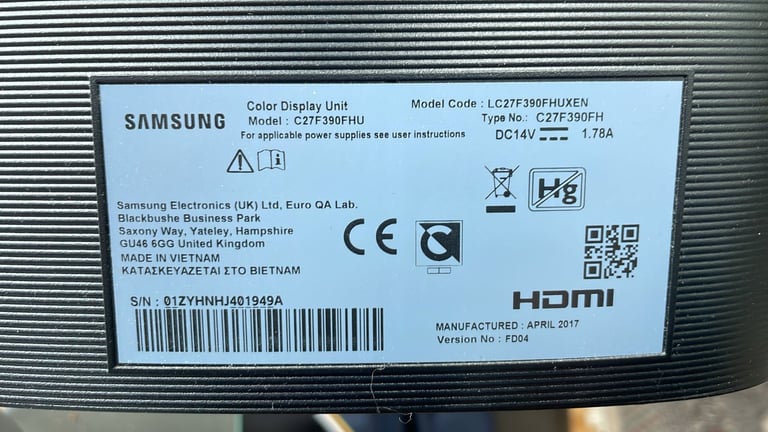 SAMSUNG
Color Display Unit
Model : C27F390FHU
For applicable power supplies see user instructions
Model Code : LC27F390FHUXEN
Type No.: C27F390FH
DC14V 1.78A
Hg
Samsung Electronics (UK) Ltd, Euro QA Lab.
Blackbushe Business Park
Saxony Way, Yateley, Hampshire
GU46 6GG United Kingdom
MADE IN VIETNAM
ΚΑΤΑΣΚΕΥΑΖΕΤΑΙ ΣΤΟ ΒΙΕΤΝΑΜ
CE
S/N : 01ZYHNHJ401949A
HDMI
MANUFACTURED : APRIL 2017
Version No : FD04